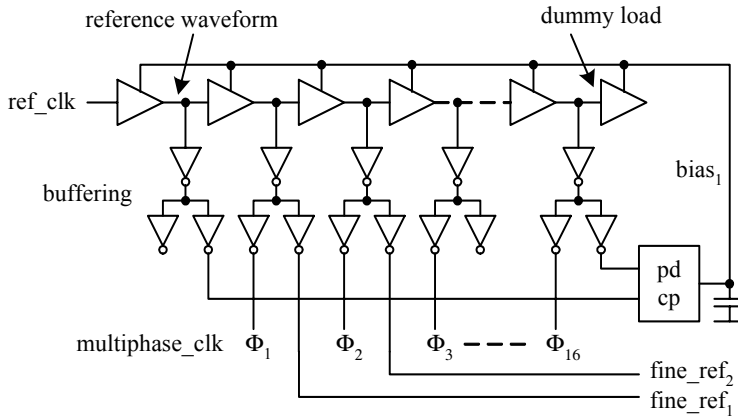 reference waveform
dummy load
ref_clk
buffering
bias₁
pd
cp
multiphase_clk Φ₁ Φ₂ Φ₃ Φ₁₆
fine_ref₂
fine_ref₁